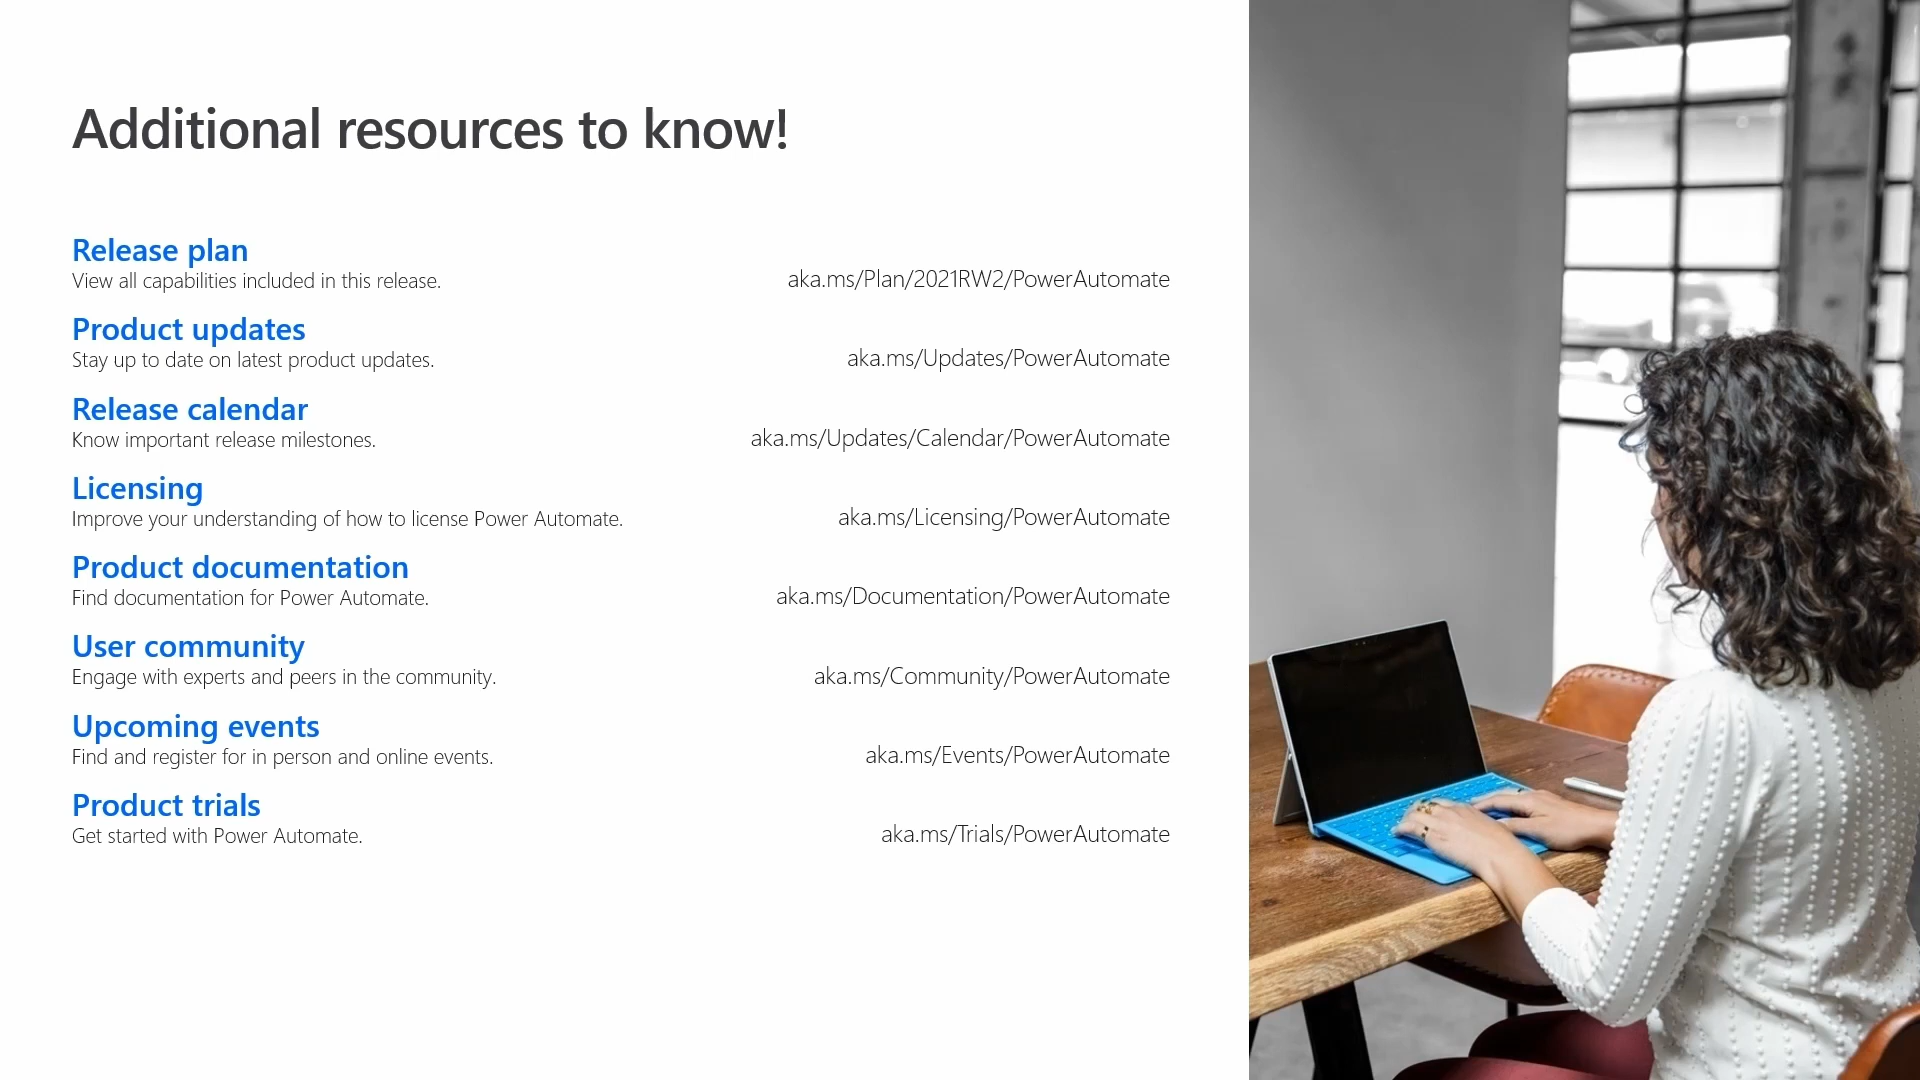 Additional resources to know!
Release plan
View all capabilities included in this release.
aka.ms/Plan/2021RW2/PowerAutomate
Product updates
Stay up to date on latest product updates.
aka.ms/Updates/PowerAutomate
Release calendar
Know important release milestones.
aka.ms/Updates/Calendar/PowerAutomate
Licensing
Improve your understanding of how to license Power Automate.
aka.ms/Licensing/PowerAutomate
Product documentation
Find documentation for Power Automate.
aka.ms/Documentation/PowerAutomate
User community
Engage with experts and peers in the community.
aka.ms/Community/PowerAutomate
Upcoming events
Find and register for in person and online events.
aka.ms/Events/PowerAutomate
Product trials
Get started with Power Automate.
aka.ms/Trials/PowerAutomate